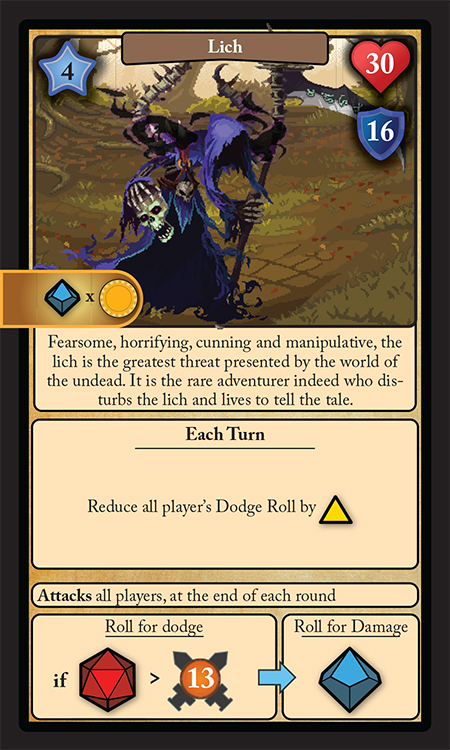 Lich
4
30
16
x
Fearsome, horrifying, cunning and manipulative, the
lich is the greatest threat presented by the world of
the undead. It is the rare adventurer indeed who dis-
turbs the lich and lives to tell the tale.
Each Turn
Reduce all player's Dodge Roll by
Attacks all players, at the end of each round
Roll for dodge
if > 13
Roll for Damage